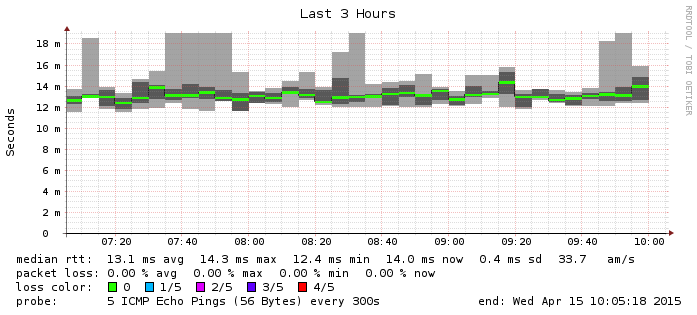 Last 3 Hours
RRDTOOL / TOBI OETIKER
Seconds
18 m
16 m
14 m
12 m
10 m
8 m
6 m
4 m
2 m
0
07:20 07:40 08:00 08:20 08:40 09:00 09:20 09:40 10:00
median rtt: 13.1 ms avg 14.3 ms max 12.4 ms min 14.0 ms now 0.4 ms sd 33.7 am/s
packet loss: 0.00 % avg 0.00 % max 0.00 % min 0.00 % now
loss color: 0 1/5 2/5 3/5 4/5
probe: 5 ICMP Echo Pings (56 Bytes) every 300s end: Wed Apr 15 10:05:18 2015